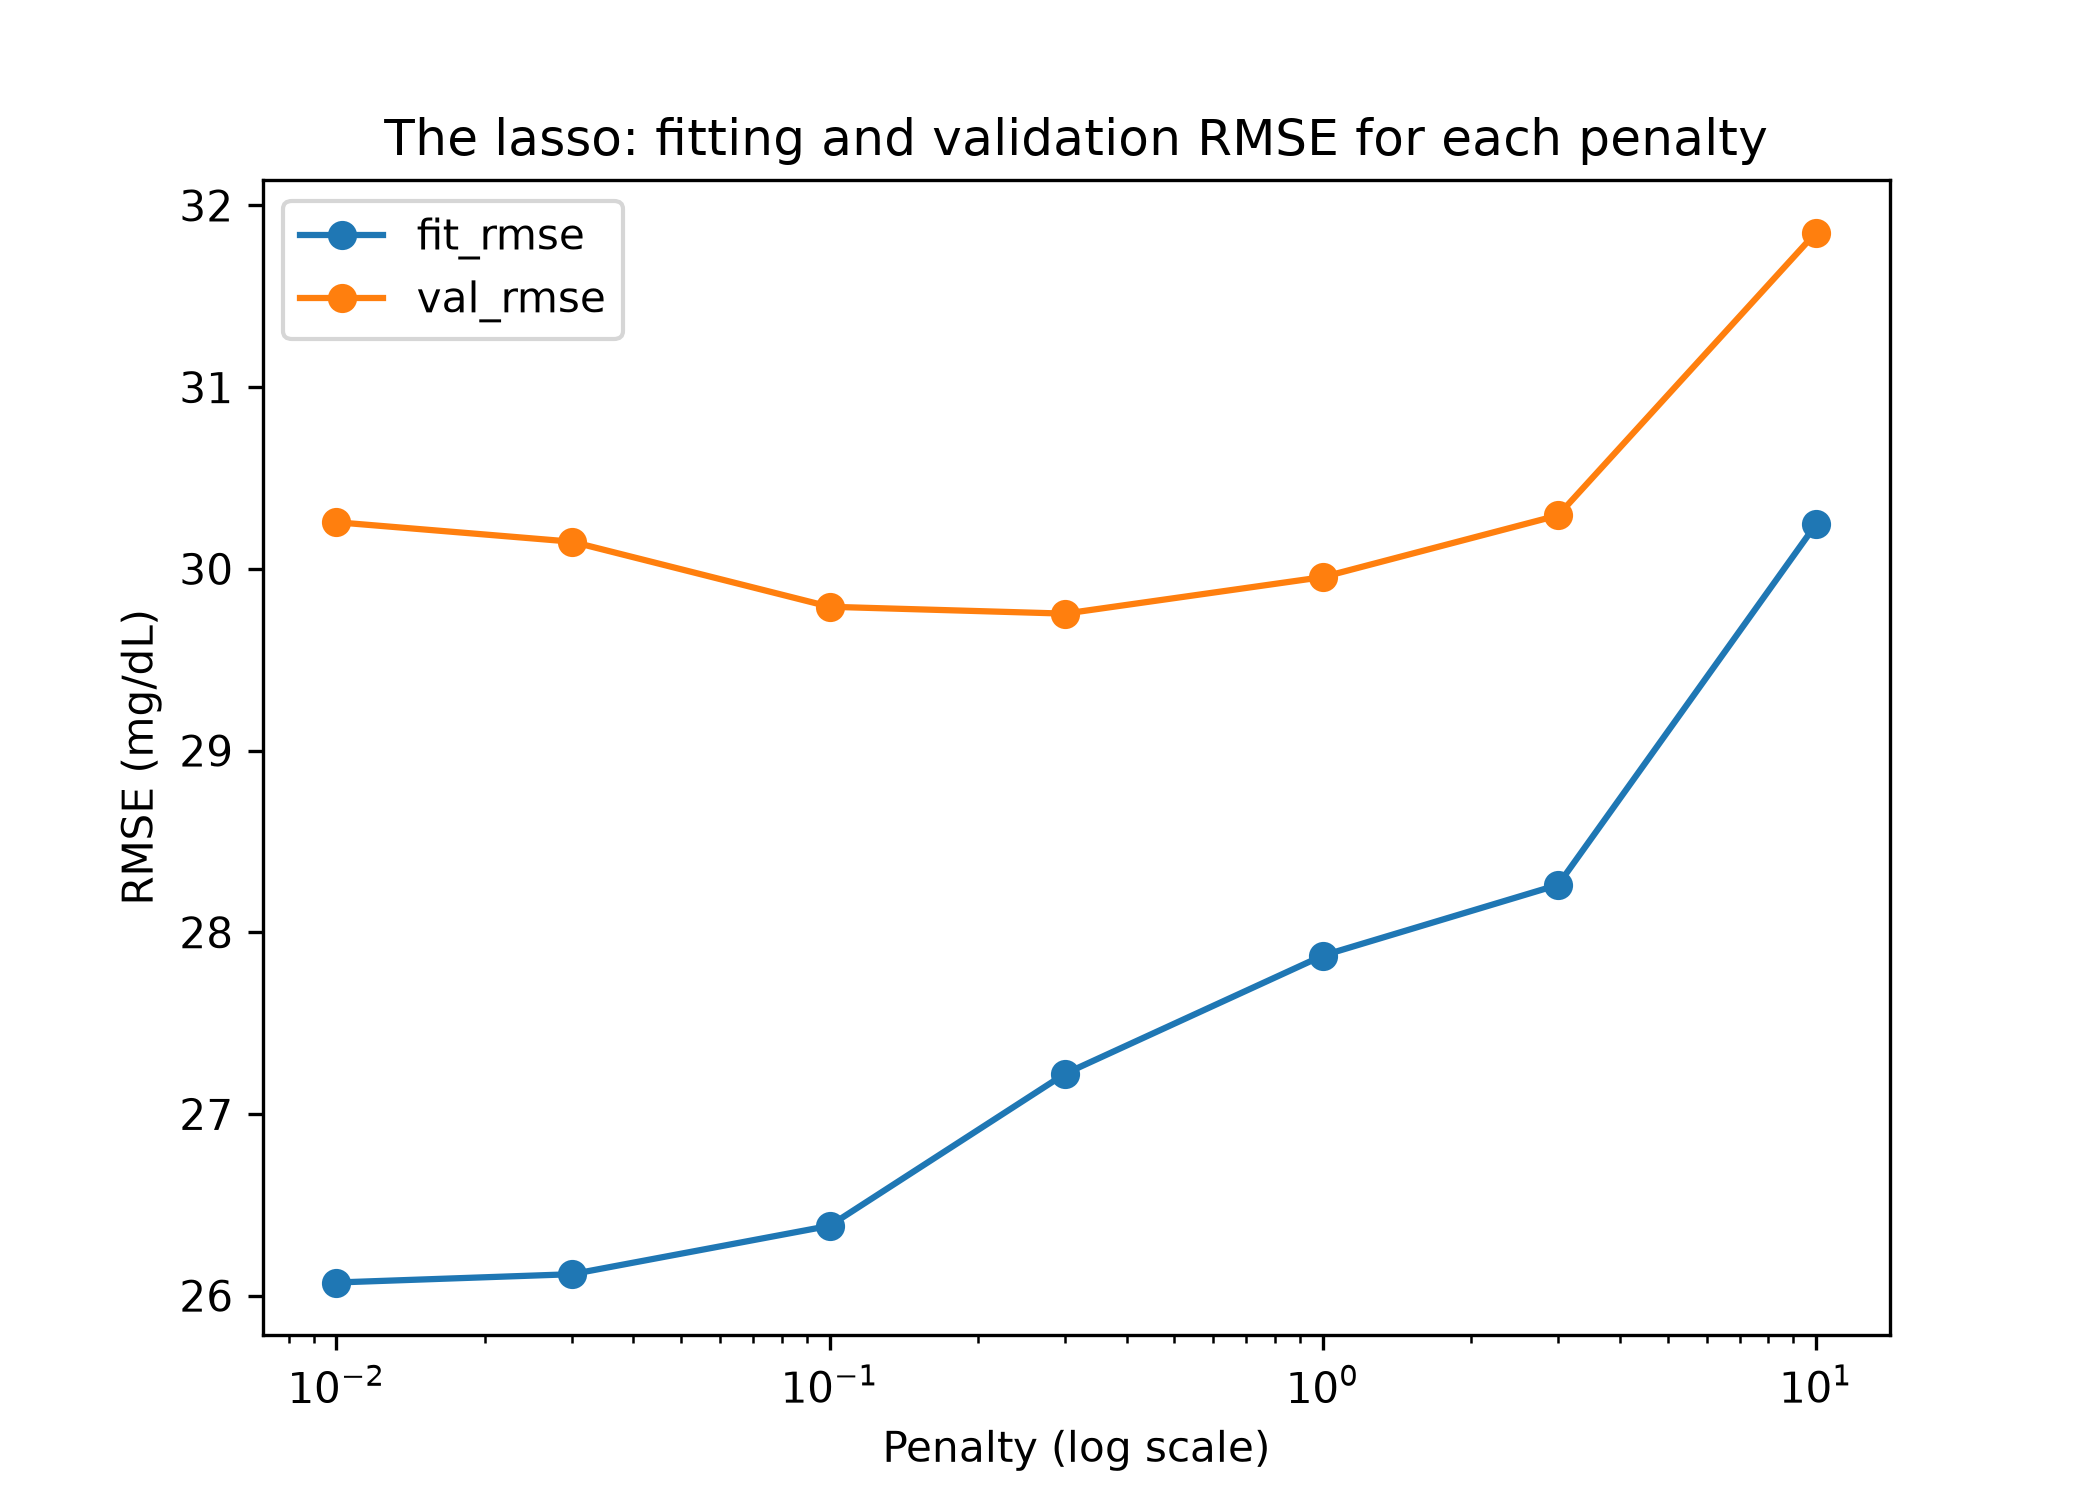 The lasso: fitting and validation RMSE for each penalty
fit_rmse
val_rmse
RMSE (mg/dL)
32
31
30
29
28
27
26
10⁻²
10⁻¹
10⁰
10¹
Penalty (log scale)